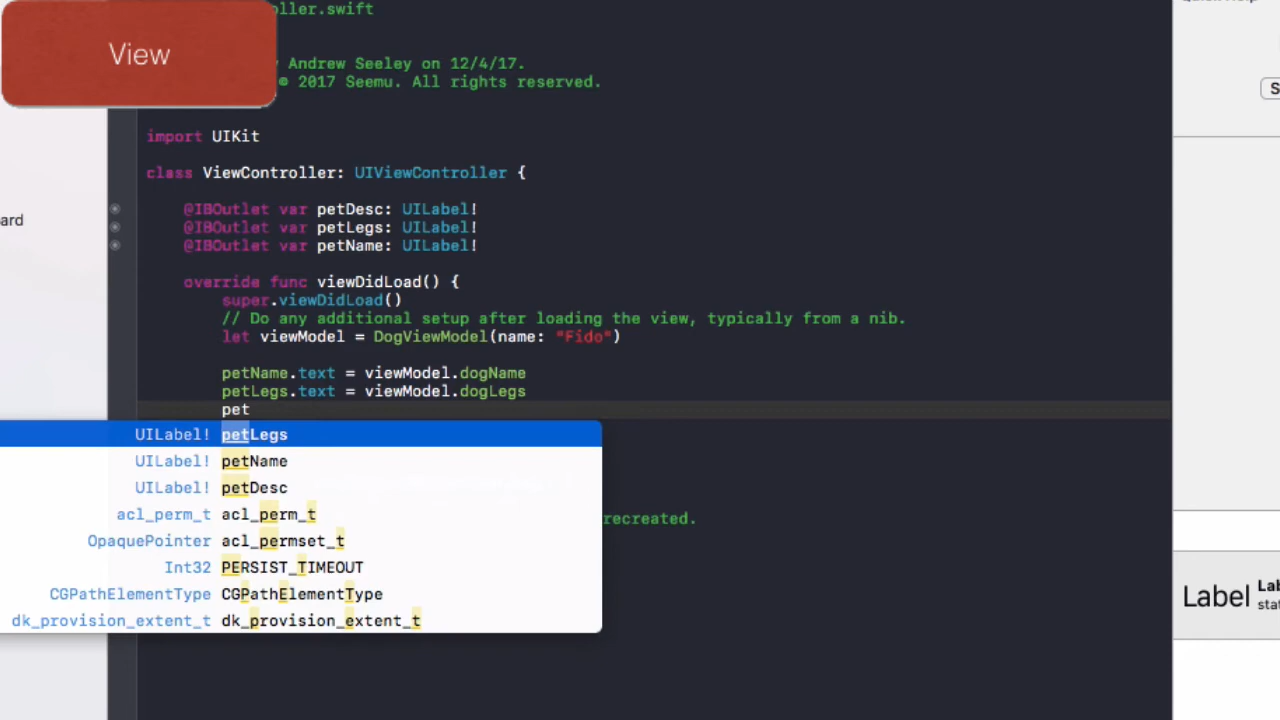 oller.swift
View
Andrew Seeley on 12/4/17.
© 2017 Seemu. All rights reserved.
import UIKit
class ViewController: UIViewController {
ard
@IBOutlet var petDesc: UILabel!
@IBOutlet var petLegs: UILabel!
@IBOutlet var petName: UILabel!
override func viewDidLoad() {
super.viewDidLoad()
// Do any additional setup after loading the view, typically from a nib.
let viewModel = DogViewModel(name: "Fido")
petName.text = viewModel.dogName
petLegs.text = viewModel.dogLegs
pet
UILabel! petLegs
UILabel! petName
UILabel! petDesc
acl_perm_t acl_perm_t
OpaquePointer acl_permset_t
recreated.
Int32 PERSIST_TIMEOUT
CGPathElementType CGPathElementType
dk_provision_extent_t dk_provision_extent_t
S
Label
Lab
stat